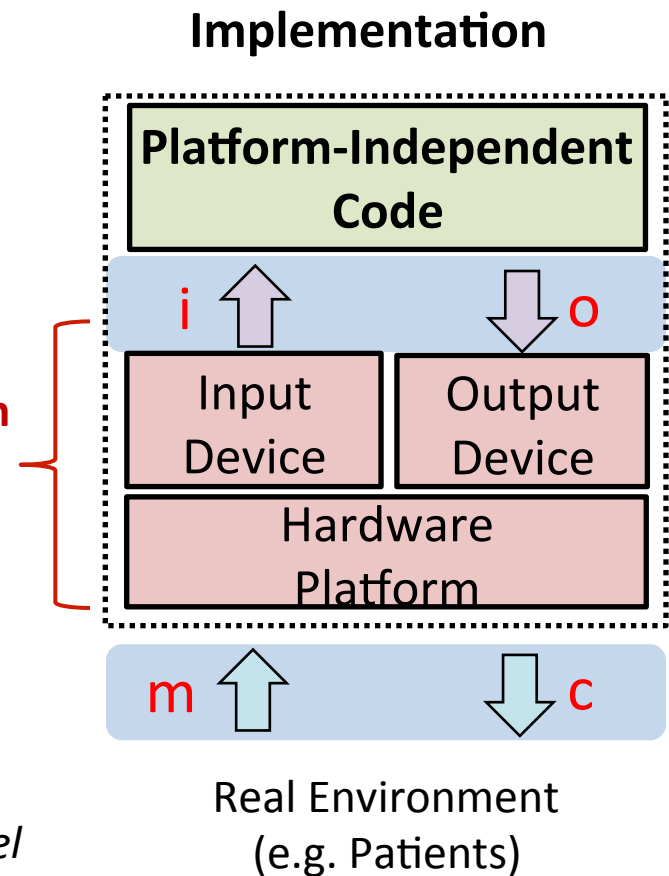 Implementation
Platform-Independent
Code
i
o
Input
Device
Output
Device
Hardware
Platform
m
c
Real Environment
(e.g. Patients)